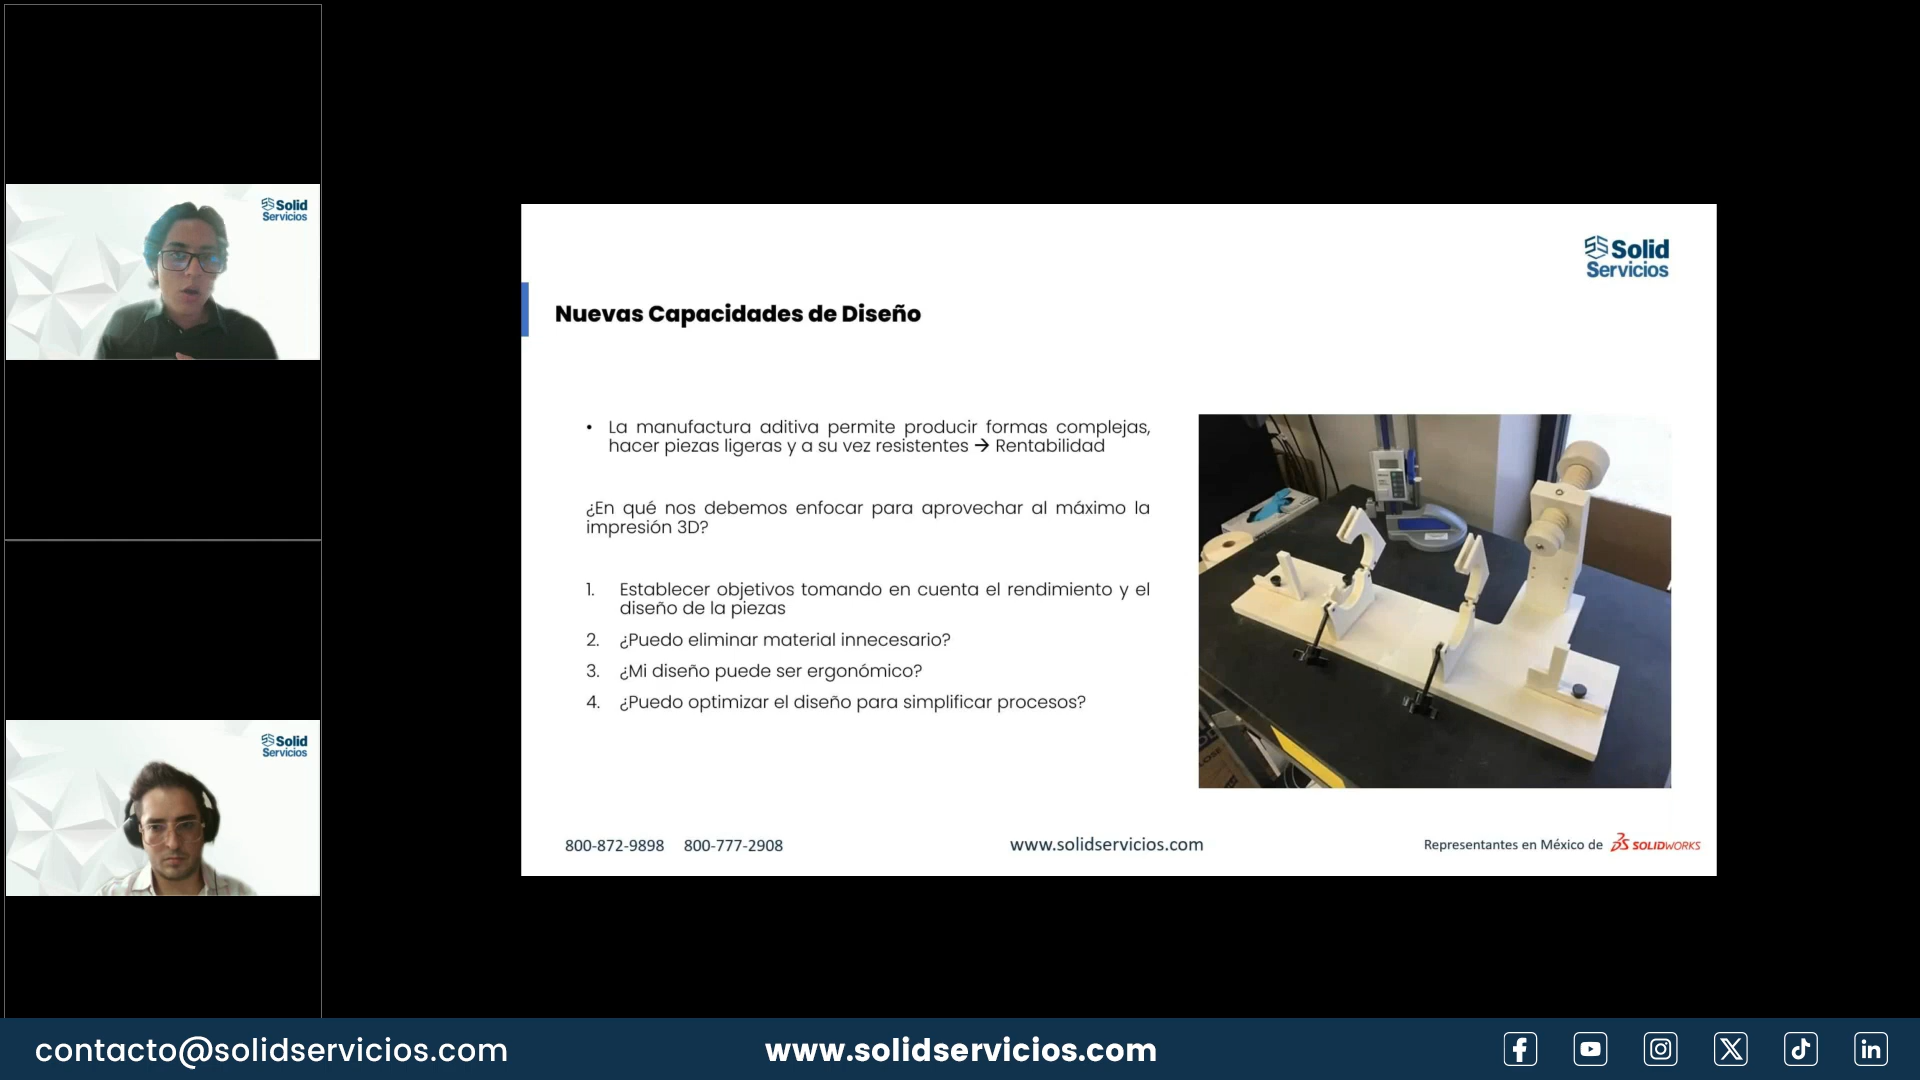 Solid
Servicios
Solid
Servicios
Solid
Servicios
Nuevas Capacidades de Diseño
• La manufactura aditiva permite producir formas complejas,
hacer piezas ligeras y a su vez resistentes → Rentabilidad
¿En qué nos debemos enfocar para aprovechar al máximo la
impresión 3D?
1. Establecer objetivos tomando en cuenta el rendimiento y el
diseño de la piezas
2. ¿Puedo eliminar material innecesario?
3. ¿Mi diseño puede ser ergonómico?
4. ¿Puedo optimizar el diseño para simplificar procesos?
800-872-9898 800-777-2908
www.solidservicios.com
Representantes en México de SOLIDWORKS
contacto@solidservicios.com
www.solidservicios.com